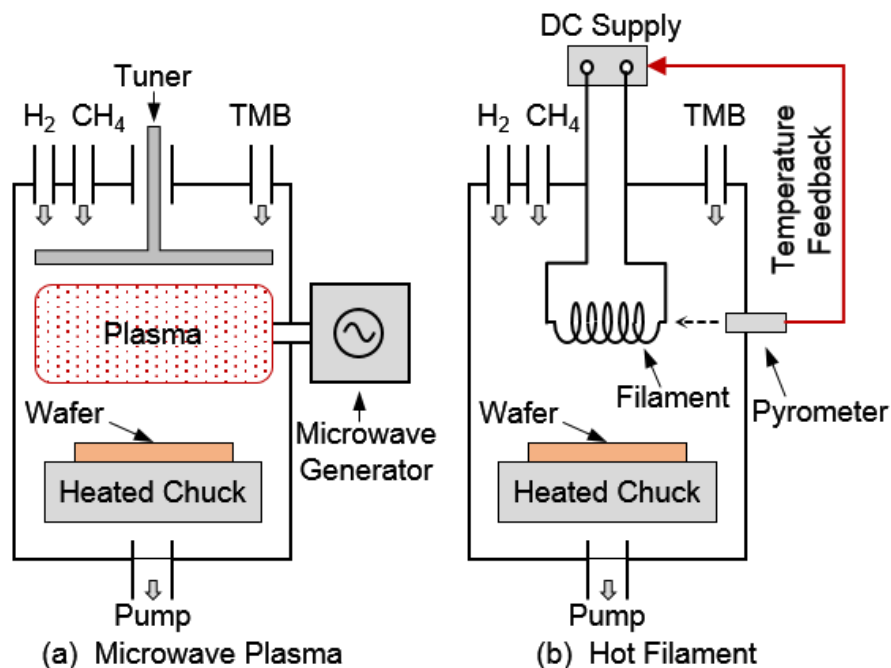 Tuner
H₂
CH₄
TMB
Plasma
Wafer
Heated Chuck
Microwave
Generator
Pump
(a) Microwave Plasma
DC Supply
H₂
CH₄
TMB
Temperature
Feedback
Filament
Pyrometer
Wafer
Heated Chuck
Pump
(b) Hot Filament